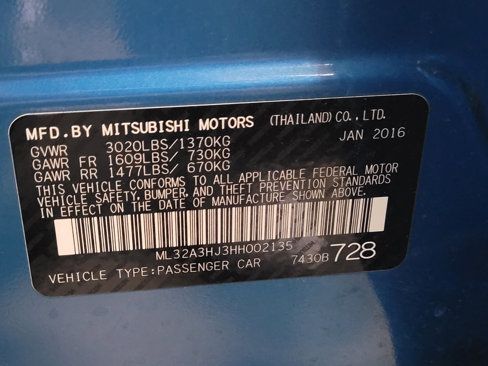 MFD.BY MITSUBISHI MOTORS (THAILAND)CO.,LTD.
GVWR 3020LBS/1370KG JAN 2016
GAWR FR 1609LBS/ 730KG
GAWR RR 1477LBS/ 670KG
THIS VEHICLE CONFORMS TO ALL APPLICABLE FEDERAL MOTOR
VEHICLE SAFETY,BUMPER,AND THEFT PREVENTION STANDARDS
IN EFFECT ON THE DATE OF MANUFACTURE SHOWN ABOVE.
ML32A3HJ3HH002135
VEHICLE TYPE:PASSENGER CAR 7430B 728